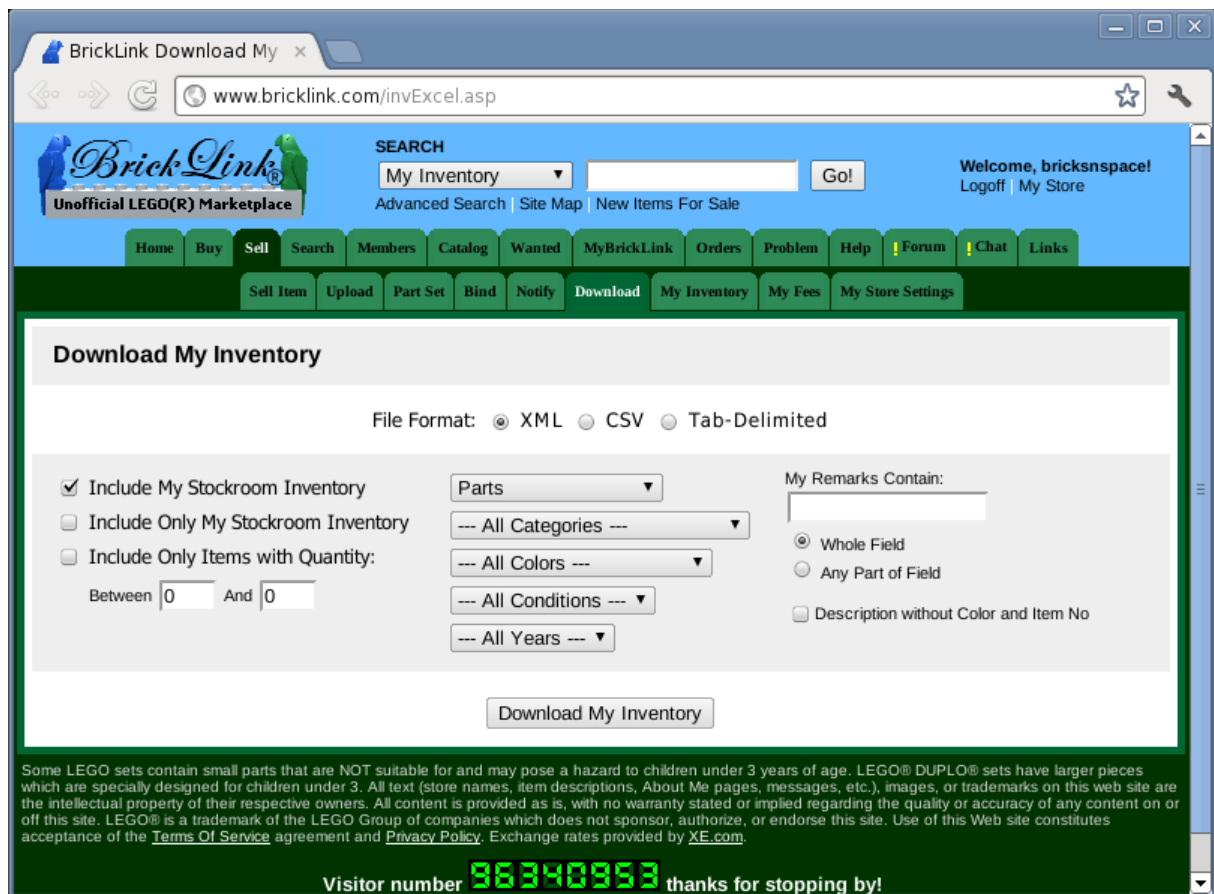 BrickLink Download My
www.bricklink.com/invExcel.asp
BrickLink®
Unofficial LEGO(R) Marketplace
SEARCH
My Inventory Go!
Advanced Search | Site Map | New Items For Sale
Welcome, bricksnspace!
Logoff | My Store
Home Buy Sell Search Members Catalog Wanted MyBrickLink Orders Problem Help ! Forum ! Chat Links
Sell Item Upload Part Set Bind Notify Download My Inventory My Fees My Store Settings
Download My Inventory
File Format: XML CSV Tab-Delimited
Include My Stockroom Inventory
Include Only My Stockroom Inventory
Include Only Items with Quantity:
Between 0 And 0
Parts
--- All Categories ---
--- All Colors ---
--- All Conditions ---
--- All Years ---
My Remarks Contain:
Whole Field
Any Part of Field
Description without Color and Item No
Download My Inventory
Some LEGO sets contain small parts that are NOT suitable for and may pose a hazard to children under 3 years of age. LEGO® DUPLO® sets have larger pieces
which are specially designed for children under 3. All text (store names, item descriptions, About Me pages, messages, etc.), images, or trademarks on this web site are
the intellectual property of their respective owners. All content is provided as is, with no warranty stated or implied regarding the quality or accuracy of any content on or
off this site. LEGO® is a trademark of the LEGO Group of companies which does not sponsor, authorize, or endorse this site. Use of this Web site constitutes
acceptance of the Terms Of Service agreement and Privacy Policy. Exchange rates provided by XE.com.
Visitor number 96340953 thanks for stopping by!